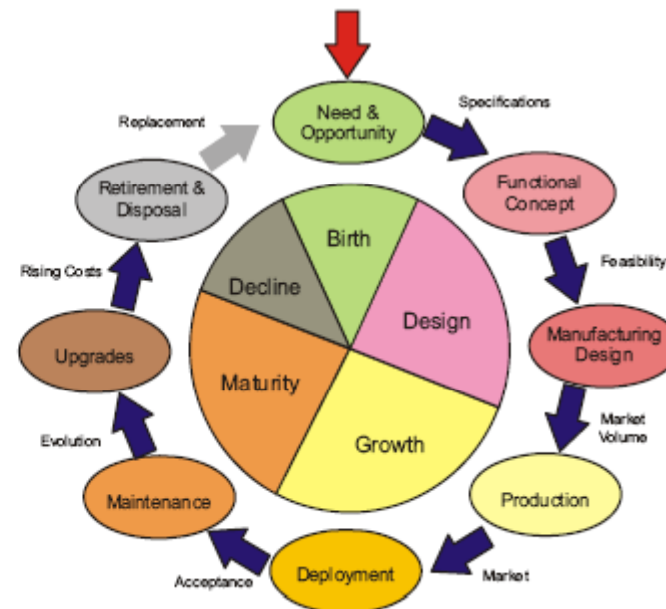 Need &
Opportunity
Specifications
Functional
Concept
Feasibility
Manufacturing
Design
Market
Volume
Production
Market
Deployment
Acceptance
Maintenance
Evolution
Upgrades
Rising Costs
Retirement &
Disposal
Replacement
Birth
Design
Growth
Maturity
Decline